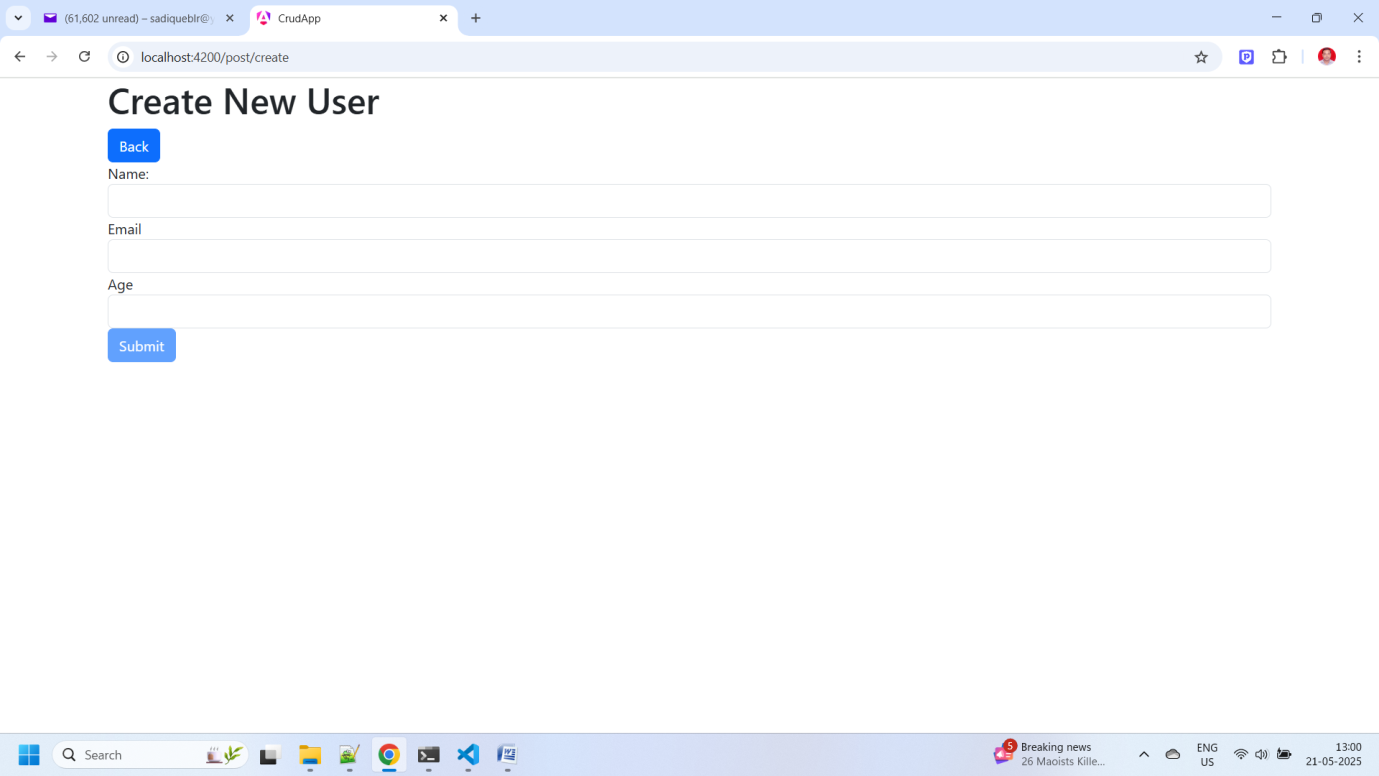 (61,602 unread) – sadiqueblr@y
CrudApp
localhost:4200/post/create
Create New User
Back
Name:
Email
Age
Submit
Search
5
Breaking news
26 Maoists Kille...
ENG
US
13:00
21-05-2025